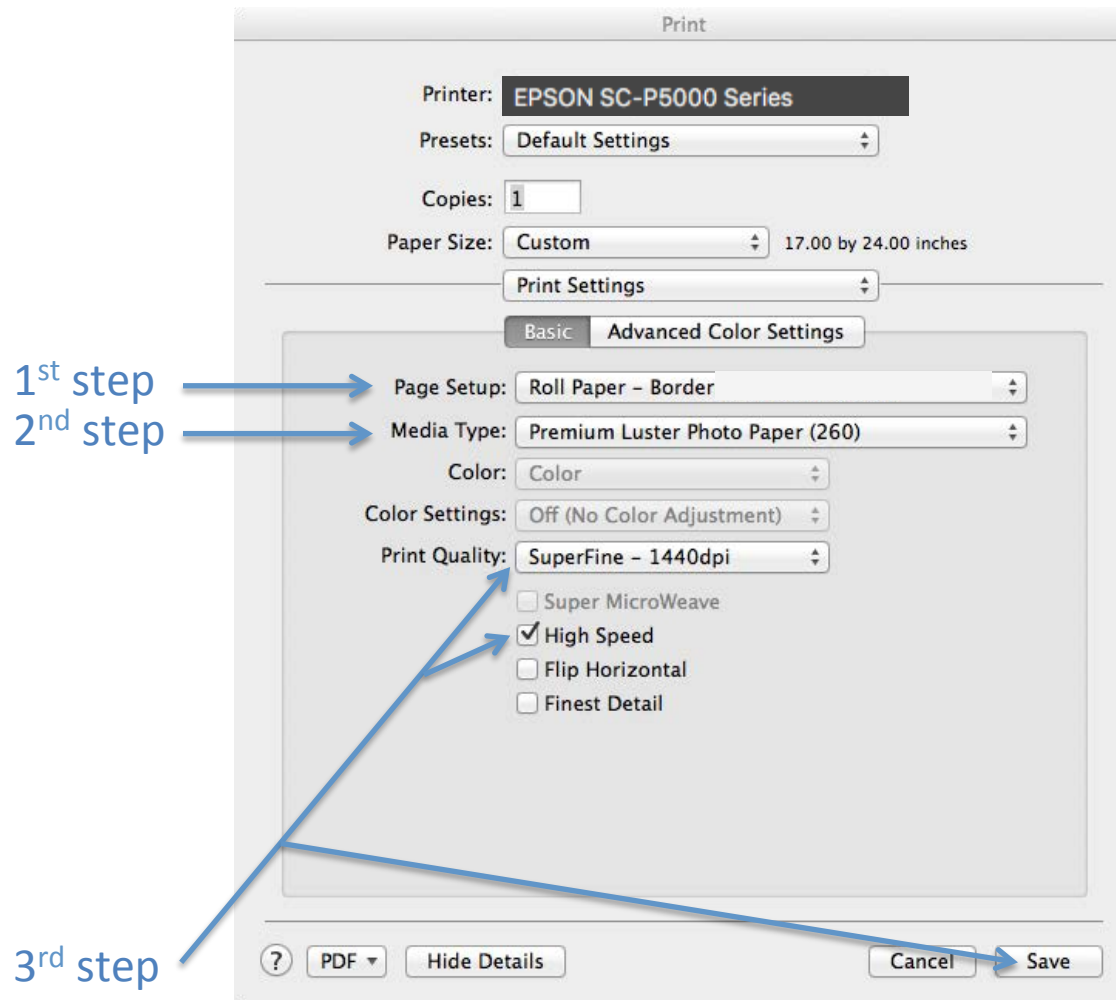 Print
Printer: EPSON SC-P5000 Series
Presets: Default Settings
Copies: 1
Paper Size: Custom 17.00 by 24.00 inches
Print Settings
Basic Advanced Color Settings
1st step Page Setup: Roll Paper – Border
2nd step Media Type: Premium Luster Photo Paper (260)
Color: Color
Color Settings: Off (No Color Adjustment)
Print Quality: SuperFine – 1440dpi
Super MicroWeave
High Speed
Flip Horizontal
Finest Detail
3rd step ? PDF Hide Details Cancel Save